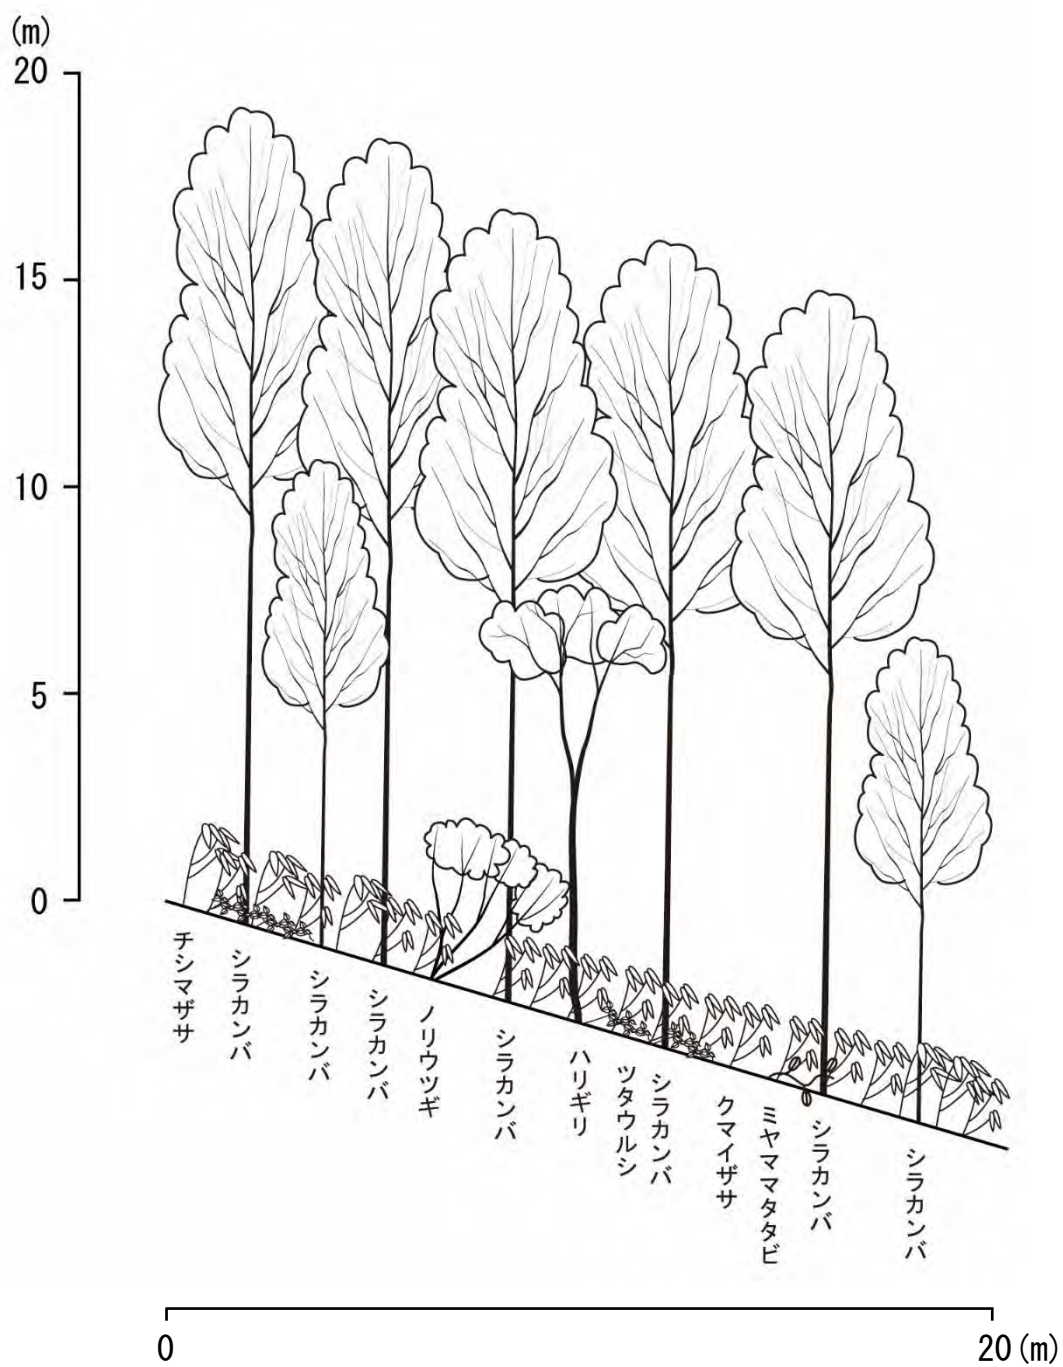 (m)
20
15
10
5
0
チシマザサ
シラカンバ
シラカンバ
シラカンバ
ノリウツギ
シラカンバ
ハリギリ
ツタウルシ
シラカンバ
クマイザサ
ミヤママタタビ
シラカンバ
シラカンバ
0
20(m)